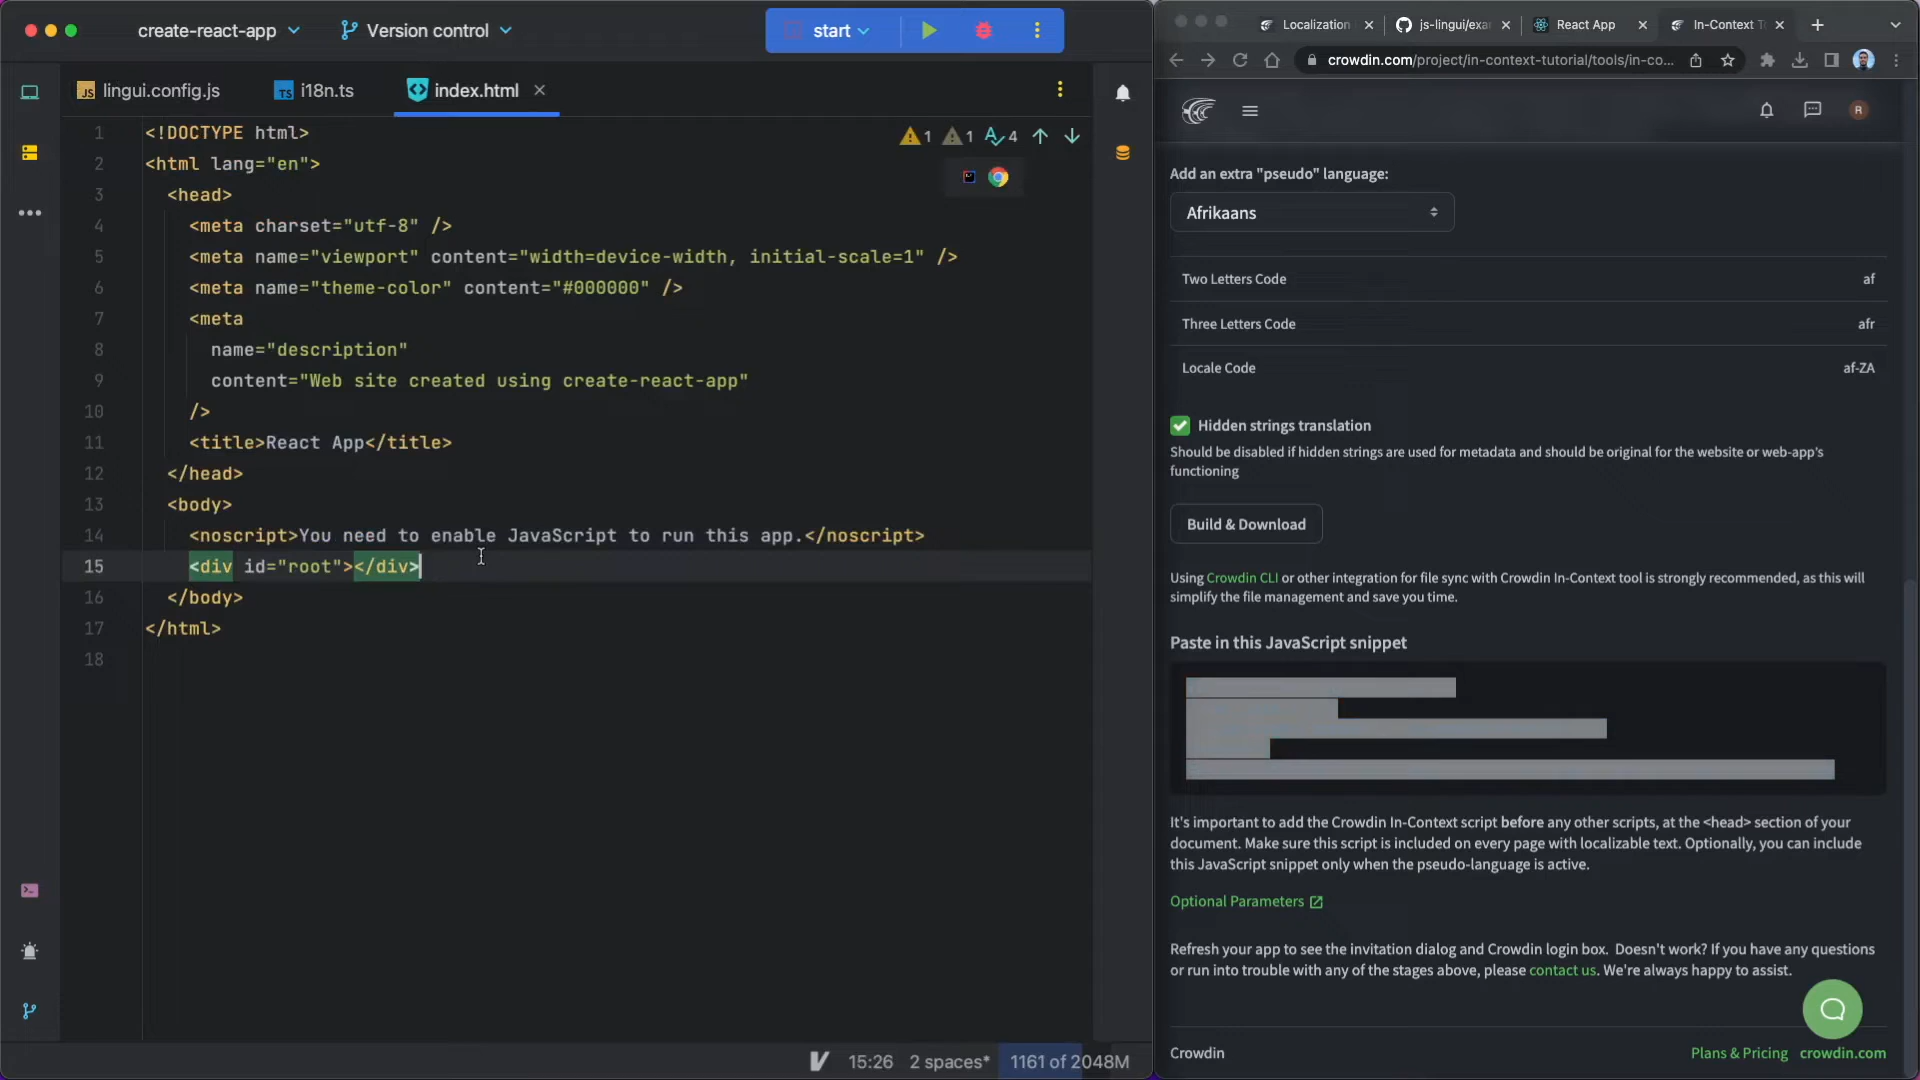 create-react-app
Version control
start
JS lingui.config.js
TS i18n.ts
index.html
1 1 4
1 <!DOCTYPE html>
2 <html lang="en">
3 <head>
4 <meta charset="utf-8" />
5 <meta name="viewport" content="width=device-width, initial-scale=1" />
6 <meta name="theme-color" content="#000000" />
7 <meta
8 name="description"
9 content="Web site created using create-react-app"
10 />
11 <title>React App</title>
12 </head>
13 <body>
14 <noscript>You need to enable JavaScript to run this app.</noscript>
15 <div id="root"></div>
16 </body>
17 </html>
18
15:26 2 spaces* 1161 of 2048M
Localization
js-lingui/exa
React App
In-Context T
crowdin.com/project/in-context-tutorial/tools/in-co...
R
Add an extra "pseudo" language:
Afrikaans
Two Letters Code af
Three Letters Code afr
Locale Code af-ZA
Hidden strings translation
Should be disabled if hidden strings are used for metadata and should be original for the website or web-app's
functioning
Build & Download
Using Crowdin CLI or other integration for file sync with Crowdin In-Context tool is strongly recommended, as this will
simplify the file management and save you time.
Paste in this JavaScript snippet
It's important to add the Crowdin In-Context script before any other scripts, at the <head> section of your
document. Make sure this script is included on every page with localizable text. Optionally, you can include
this JavaScript snippet only when the pseudo-language is active.
Optional Parameters
Refresh your app to see the invitation dialog and Crowdin login box. Doesn't work? If you have any questions
or run into trouble with any of the stages above, please contact us. We're always happy to assist.
Crowdin Plans & Pricing crowdin.com